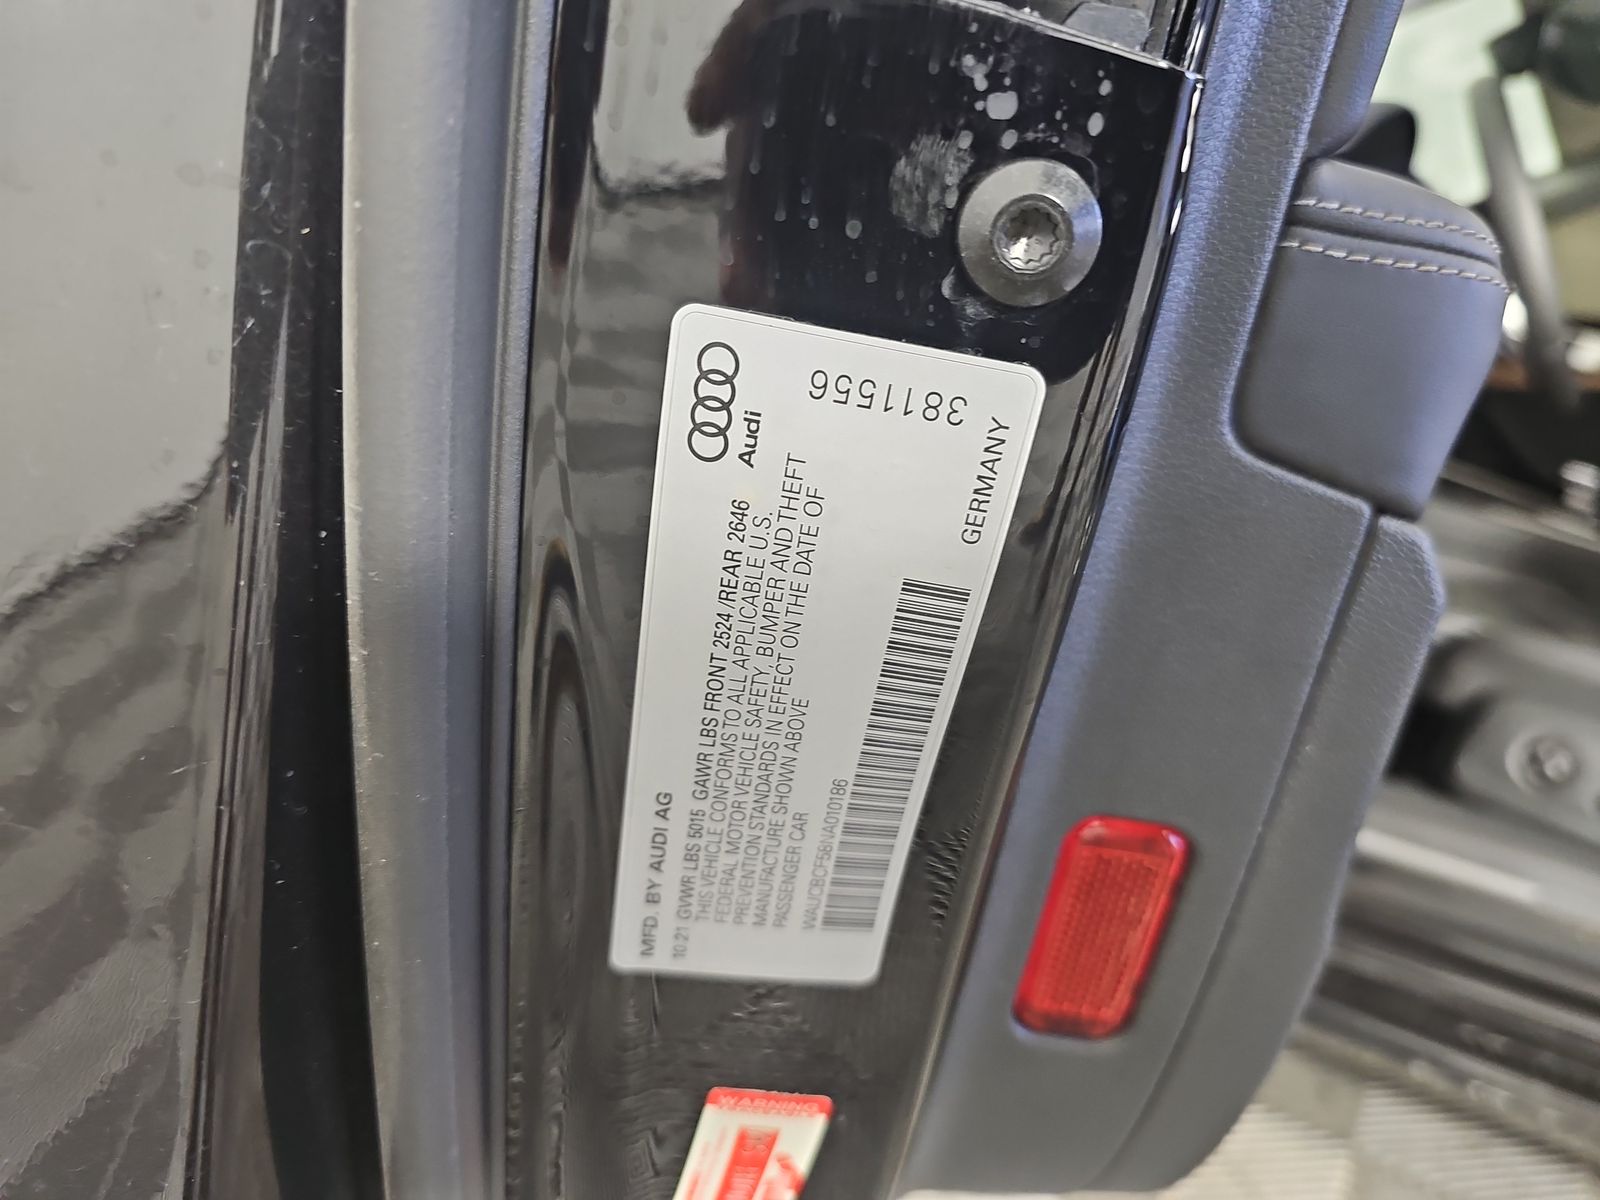 Audi
3811556
MFD. BY AUDI AG
10.21 GVWR LBS 5015 GAWR LBS FRONT 2524/REAR 2646
THIS VEHICLE CONFORMS TO ALL APPLICABLE U.S.
FEDERAL MOTOR VEHICLE SAFETY, BUMPER AND THEFT
PREVENTION STANDARDS IN EFFECT ON THE DATE OF
MANUFACTURE SHOWN ABOVE
PASSENGER CAR
GERMANY
WAUCBCF56NA010186
WARNING